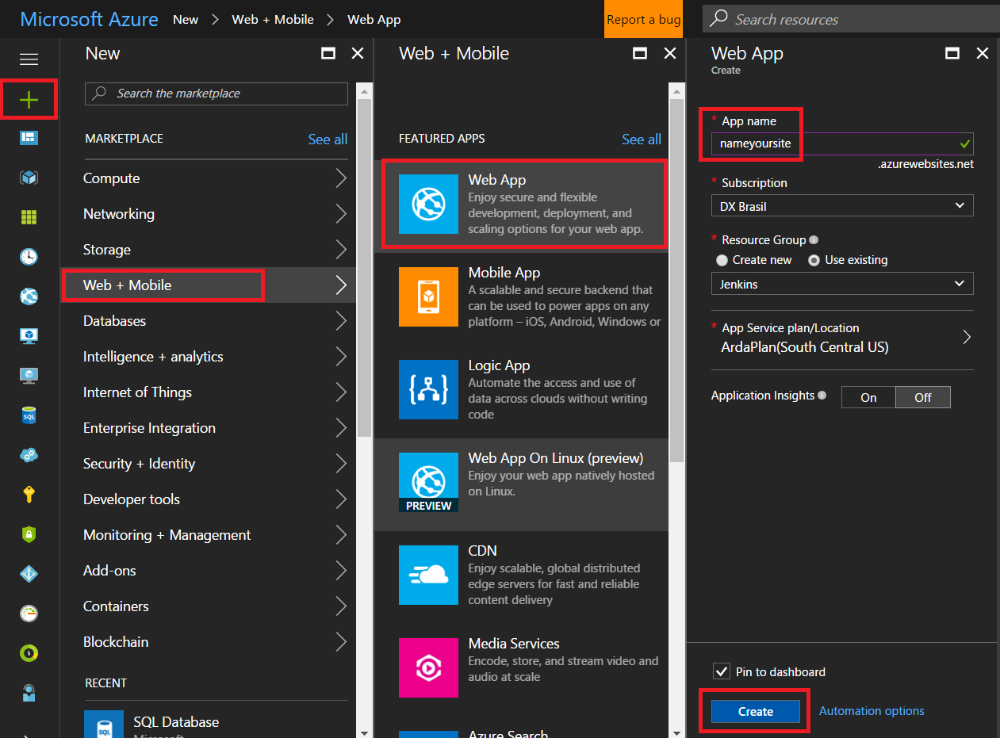 Microsoft Azure New Web + Mobile Web App Report a bug Search resources
New
Search the marketplace
MARKETPLACE See all
Compute
Networking
Storage
Web + Mobile
Databases
Intelligence + analytics
Internet of Things
Enterprise Integration
Security + Identity
Developer tools
Monitoring + Management
Add-ons
Containers
Blockchain
RECENT
SQL Database
Microsoft
Web + Mobile
FEATURED APPS See all
Web App
Enjoy secure and flexible
development, deployment, and
scaling options for your web app.
Mobile App
A scalable and secure backend that
can be used to power apps on any
platform – iOS, Android, Windows or
Logic App
Automate the access and use of
data across clouds without writing
code
Web App On Linux (preview)
Enjoy your web app natively hosted
on Linux.
PREVIEW
CDN
Enjoy scalable, global distributed
edge servers for fast and reliable
content delivery
Media Services
Encode, store, and stream video and
audio at scale
Azure Search
Web App
Create
* App name
nameyoursite
.azurewebsites.net
* Subscription
DX Brasil
* Resource Group
Create new Use existing
Jenkins
* App Service plan/Location
ArdaPlan(South Central US)
Application Insights On Off
Pin to dashboard
Create Automation options